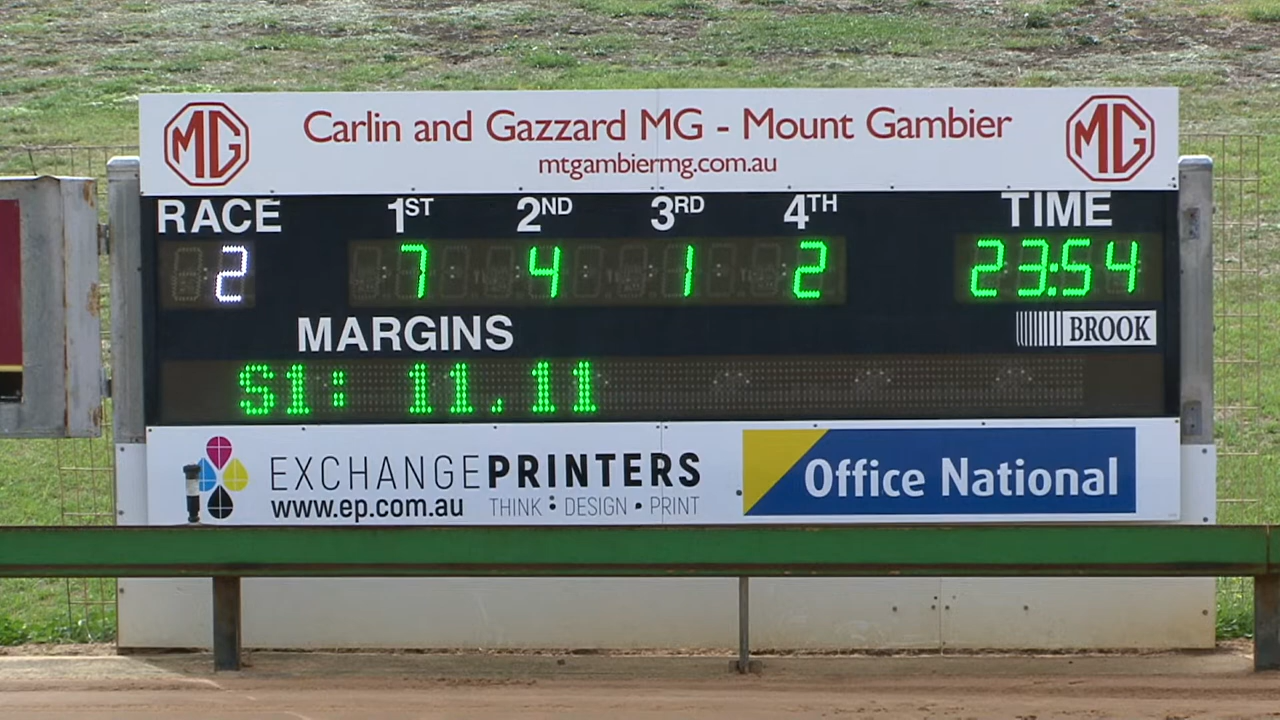 MG Carlin and Gazzard MG - Mount Gambier MG
mtgambiermg.com.au
RACE 1ST 2ND 3RD 4TH TIME
2 7 4 1 2 23:54
MARGINS BROOK
S1: 11.11
EXCHANGEPRINTERS Office National
www.ep.com.au THINK : DESIGN • PRINT